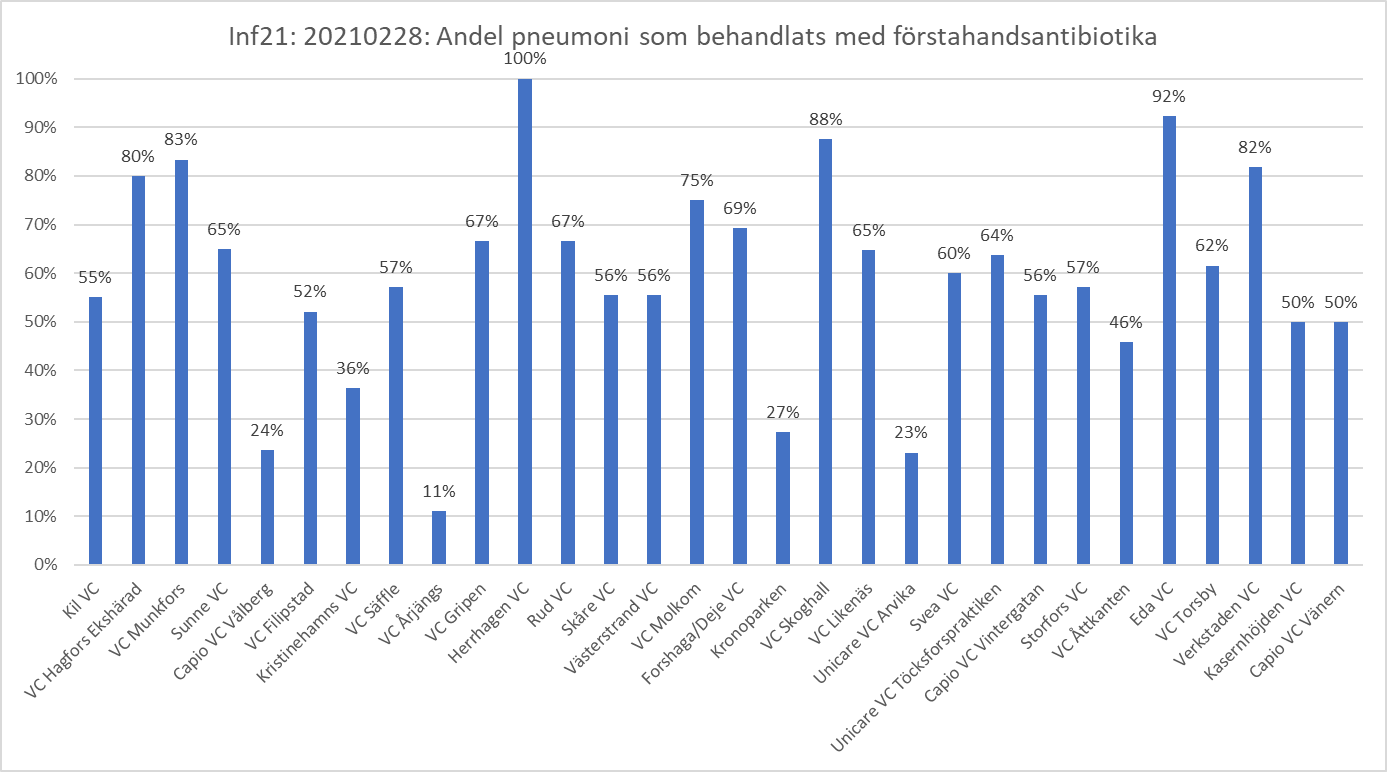 Inf21: 20210228: Andel pneumoni som behandlats med förstahandsantibiotika
100%
90%
80%
70%
60%
50%
40%
30%
20%
10%
0%
55%
80%
83%
65%
24%
52%
36%
57%
11%
67%
100%
67%
56%
56%
75%
69%
27%
88%
65%
23%
60%
64%
56%
57%
46%
92%
62%
82%
50%
50%
Kil VC
VC Hagfors Ekshärad
VC Munkfors
Sunne VC
Capio VC Vålberg
VC Filipstad
Kristinehamns VC
VC Säffle
VC Årjängs
VC Gripen
Herrhagen VC
Rud VC
Skåre VC
Västerstrand VC
VC Molkom
Forshaga/Deje VC
Kronoparken
VC Skoghall
VC Likenäs
Unicare VC Arvika
Svea VC
Unicare VC Töcksforspraktiken
Capio VC Vintergatan
Storfors VC
VC Åttkanten
Eda VC
VC Torsby
Verkstaden VC
Kasernhöjden VC
Capio VC Vänern